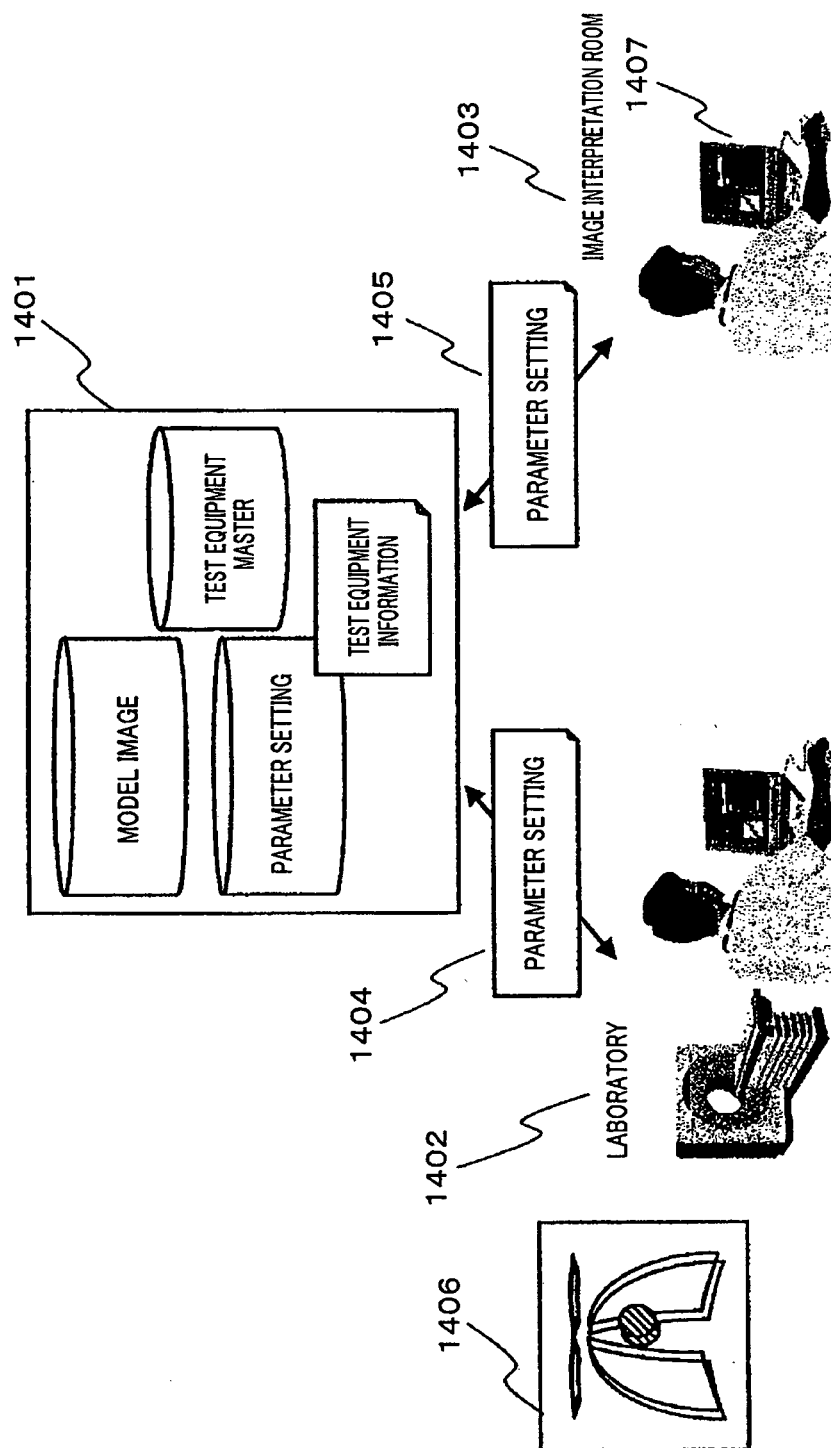 1401
MODEL IMAGE
TEST EQUIPMENT
MASTER
PARAMETER SETTING
TEST EQUIPMENT
INFORMATION
1404
PARAMETER SETTING
1405
PARAMETER SETTING
1406
1402
LABORATORY
1403
IMAGE INTERPRETATION ROOM
1407